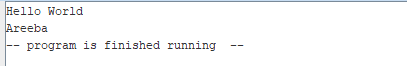 Hello World
Areeba
-- program is finished running  --